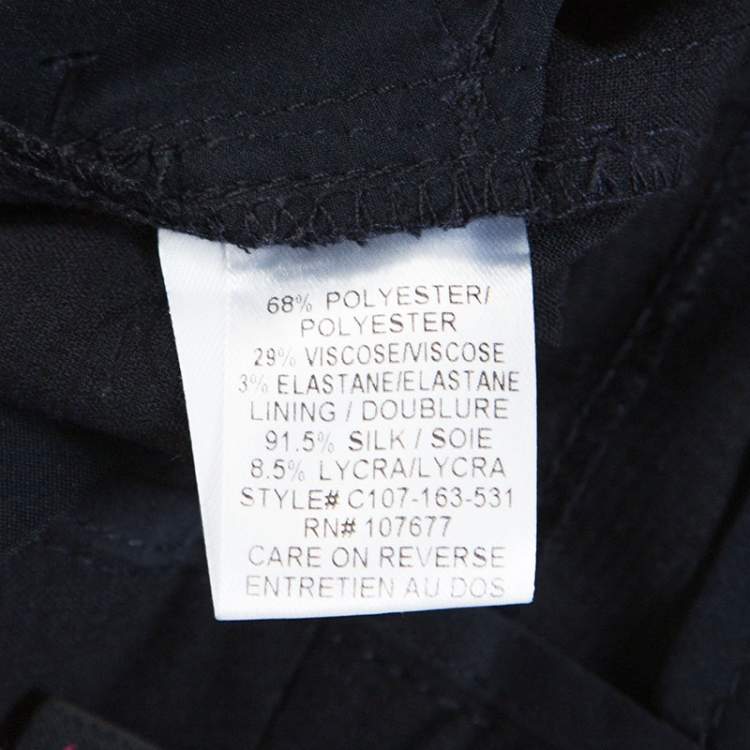 68% POLYESTER/
POLYESTER
29% VISCOSE/VISCOSE
3% ELASTANE/ELASTANE
LINING / DOUBLURE
91.5% SILK / SOIE
8.5% LYCRA/LYCRA
STYLE# C107-163-531
RN# 107677
CARE ON REVERSE
ENTRETIEN AU DOS